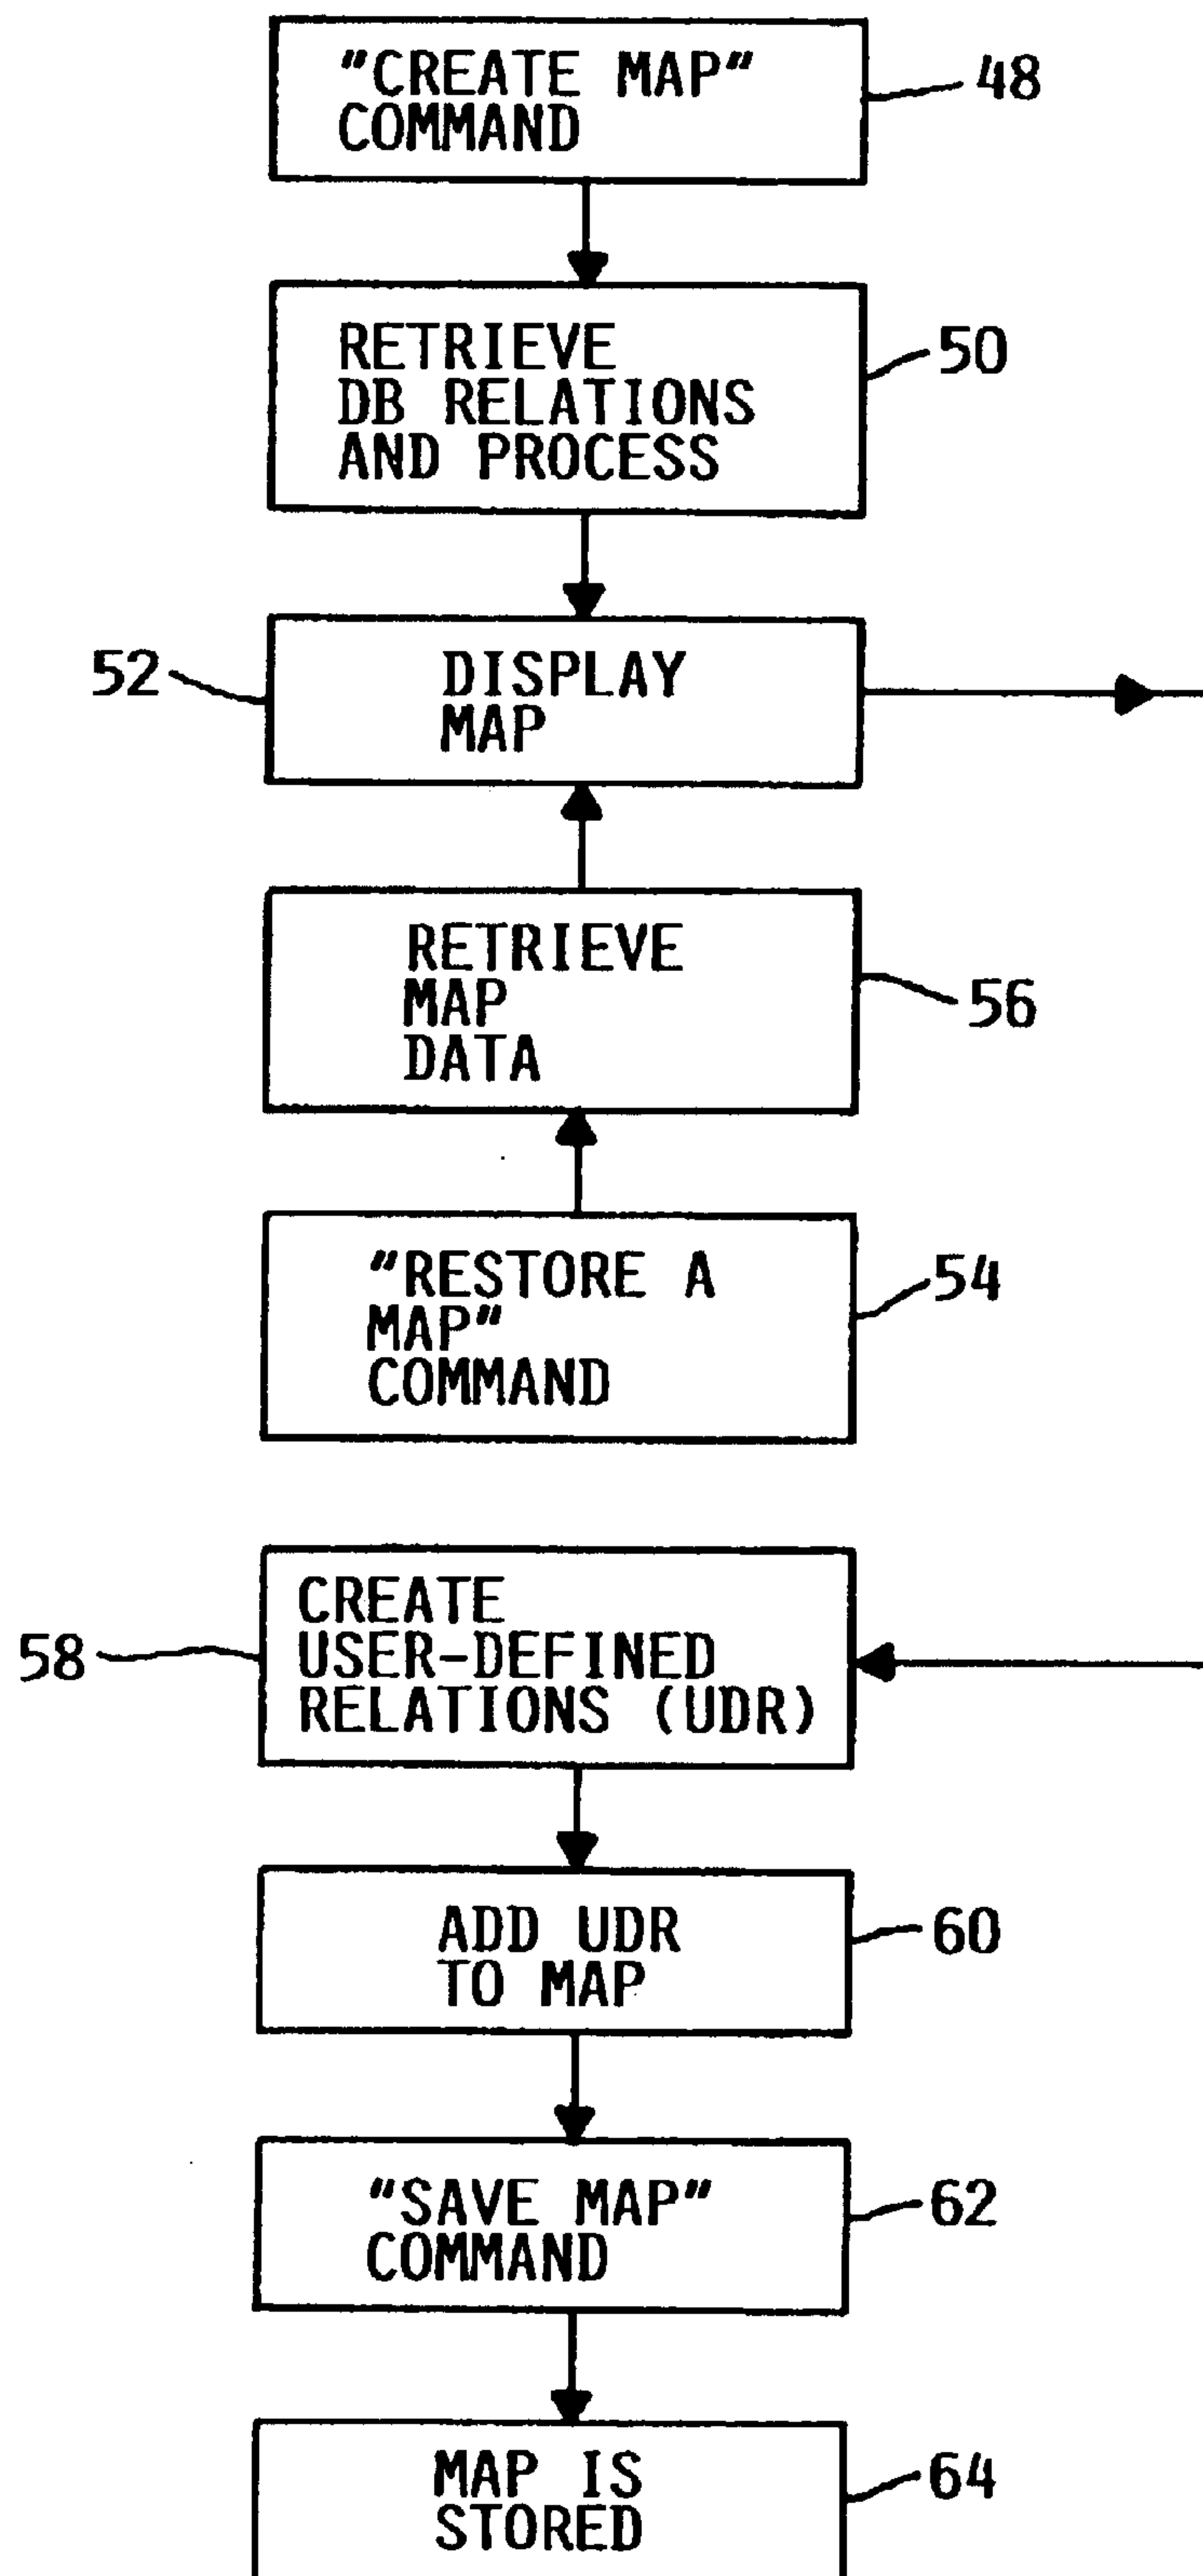 "CREATE MAP"
COMMAND
48
RETRIEVE
DB RELATIONS
AND PROCESS
50
52
DISPLAY
MAP
RETRIEVE
MAP
DATA
56
"RESTORE A
MAP"
COMMAND
54
CREATE
USER-DEFINED
RELATIONS (UDR)
58
ADD UDR
TO MAP
60
"SAVE MAP"
COMMAND
62
MAP IS
STORED
64